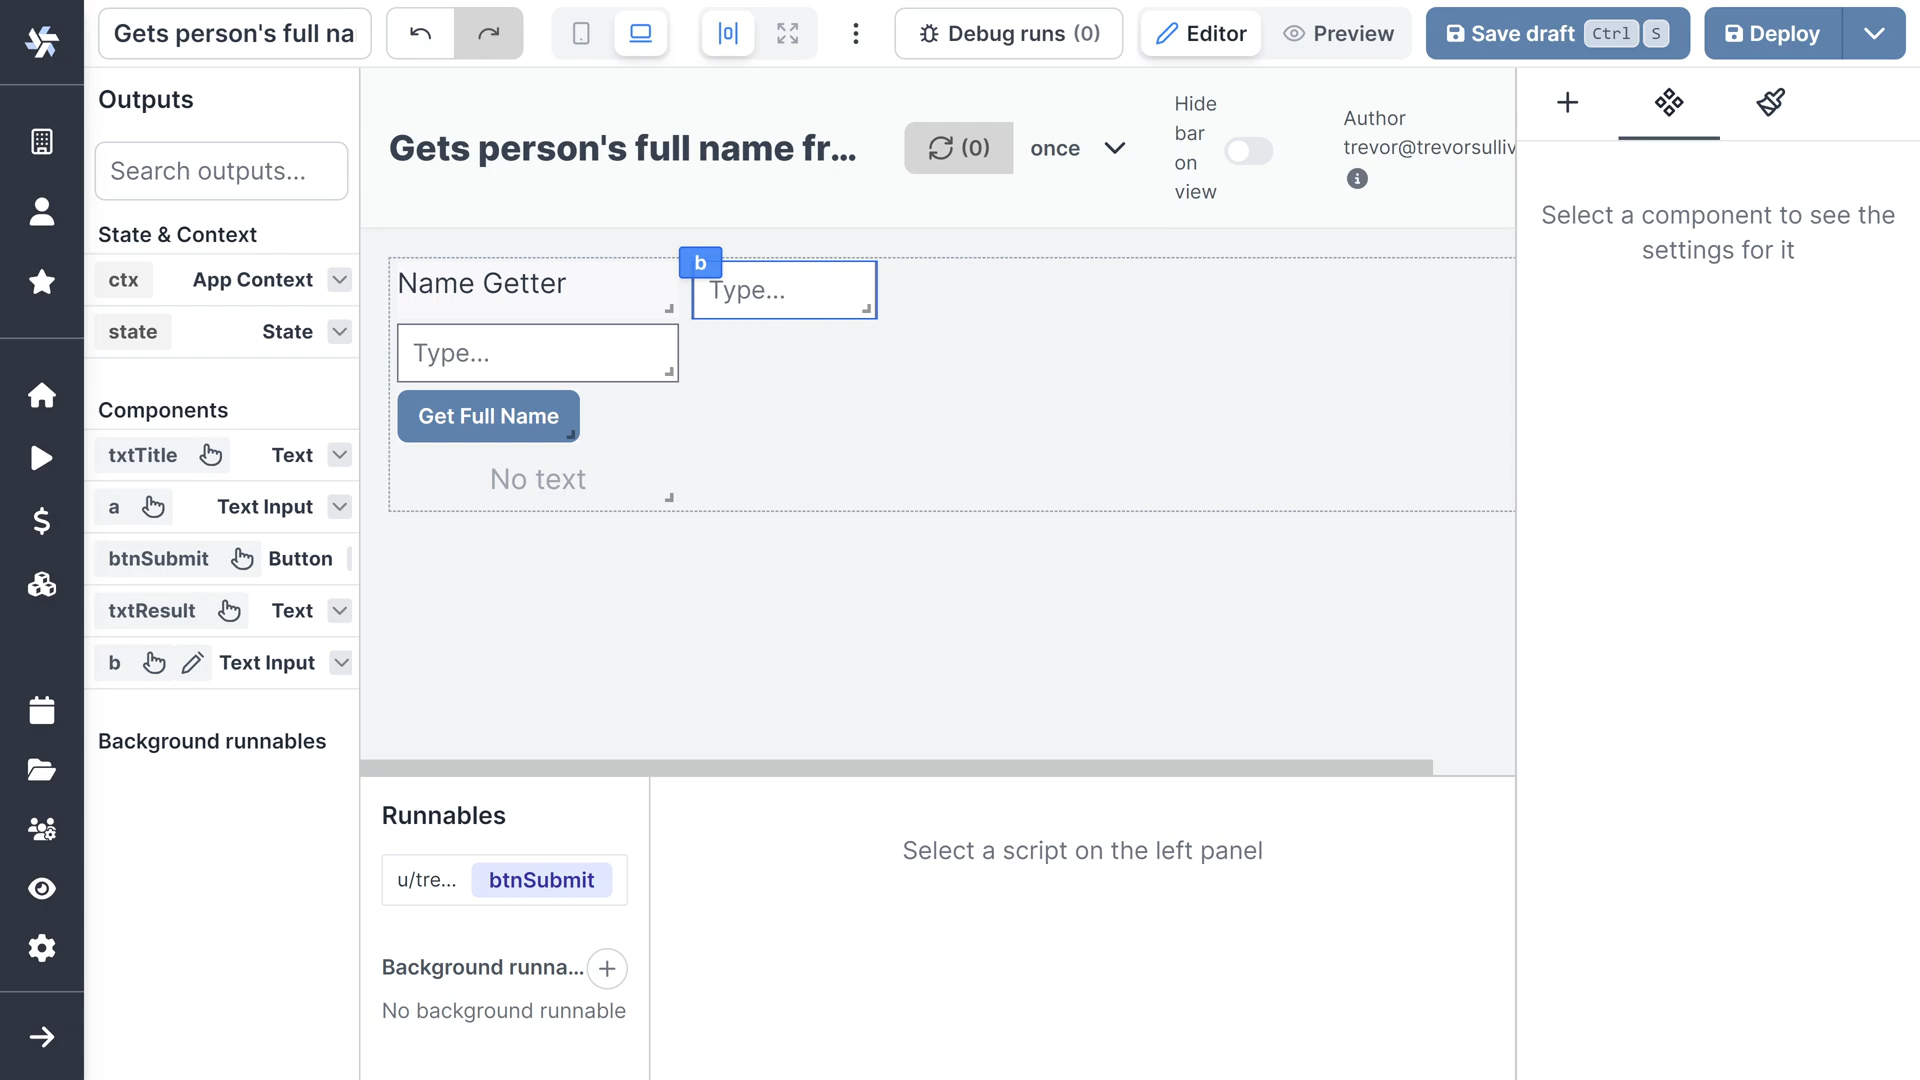 Gets person's full na
Debug runs (0)
Editor
Preview
Save draft Ctrl S
Deploy
Outputs
Search outputs...
State & Context
ctx App Context
state State
Components
txtTitle Text
a Text Input
btnSubmit Button
txtResult Text
b Text Input
Background runnables
Gets person's full name fr...
(0)
once
Hide
bar
on
view
Author
trevor@trevorsulliv
Name Getter
b
Type...
Type...
Get Full Name
No text
Runnables
u/tre... btnSubmit
Background runna...
No background runnable
Select a script on the left panel
Select a component to see the
settings for it